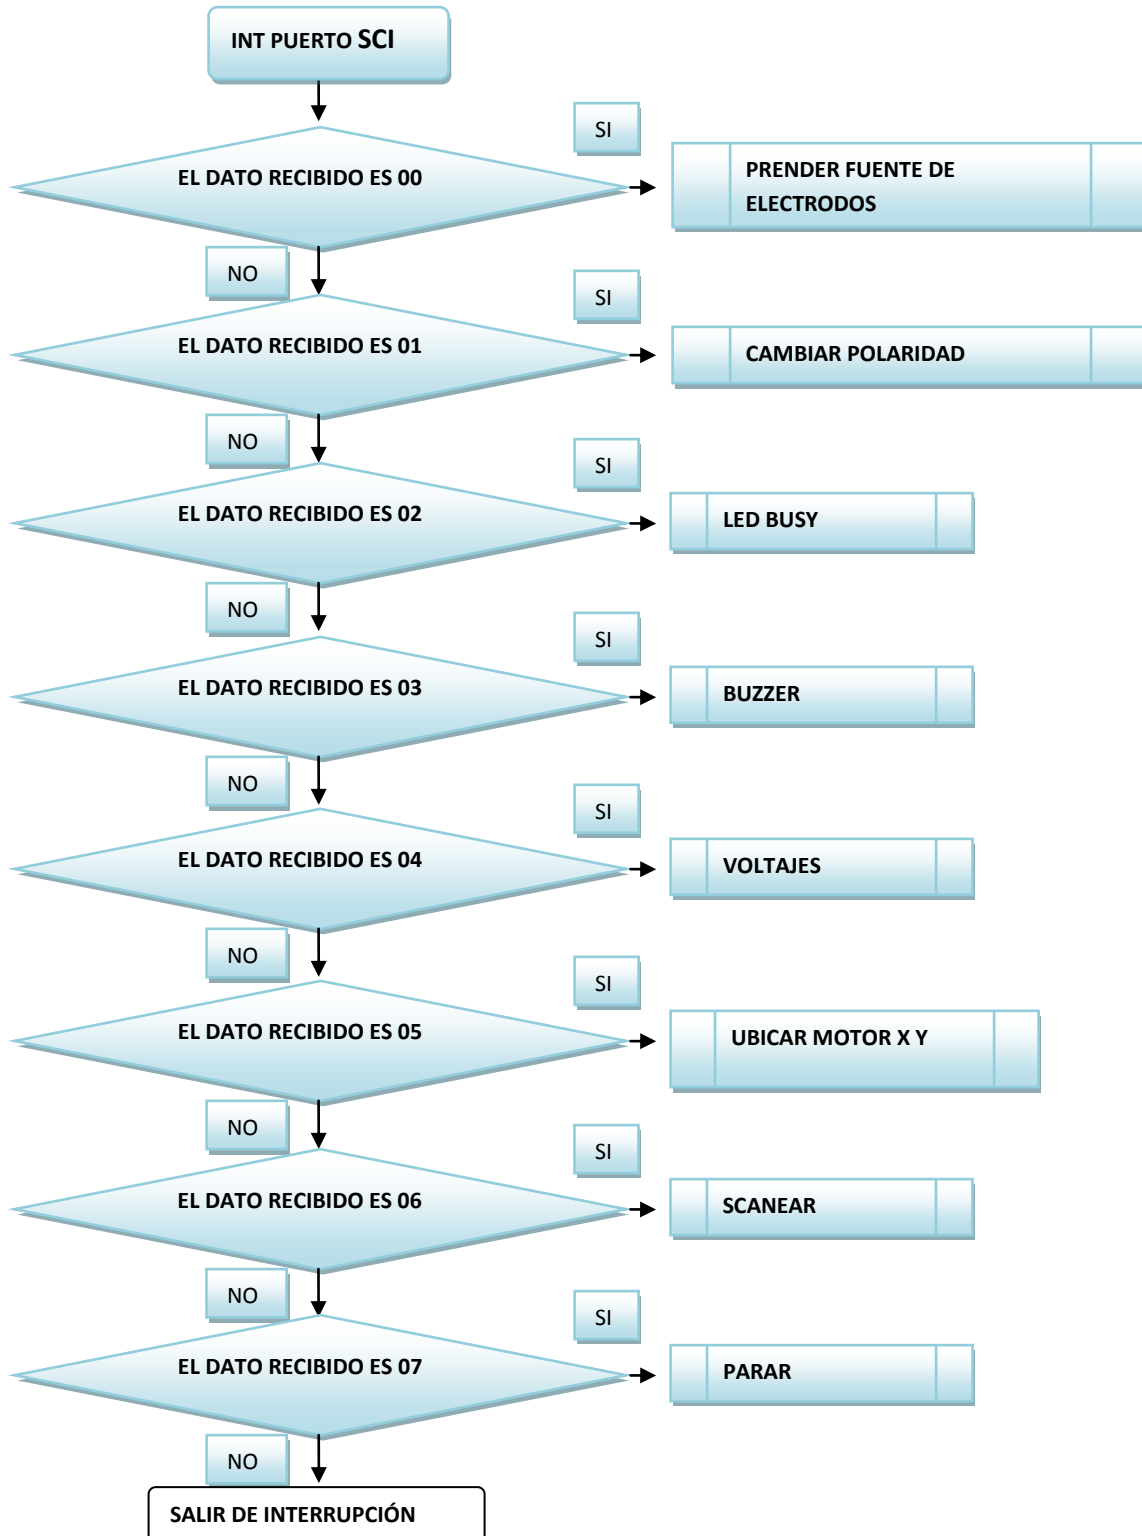 INT PUERTO SCI
SI
EL DATO RECIBIDO ES 00
PRENDER FUENTE DE
ELECTRODOS
NO
SI
EL DATO RECIBIDO ES 01
CAMBIAR POLARIDAD
NO
SI
EL DATO RECIBIDO ES 02
LED BUSY
NO
SI
EL DATO RECIBIDO ES 03
BUZZER
NO
SI
EL DATO RECIBIDO ES 04
VOLTAJES
NO
SI
EL DATO RECIBIDO ES 05
UBICAR MOTOR X Y
NO
SI
EL DATO RECIBIDO ES 06
SCANEAR
NO
SI
EL DATO RECIBIDO ES 07
PARAR
NO
SALIR DE INTERRUPCIÓN